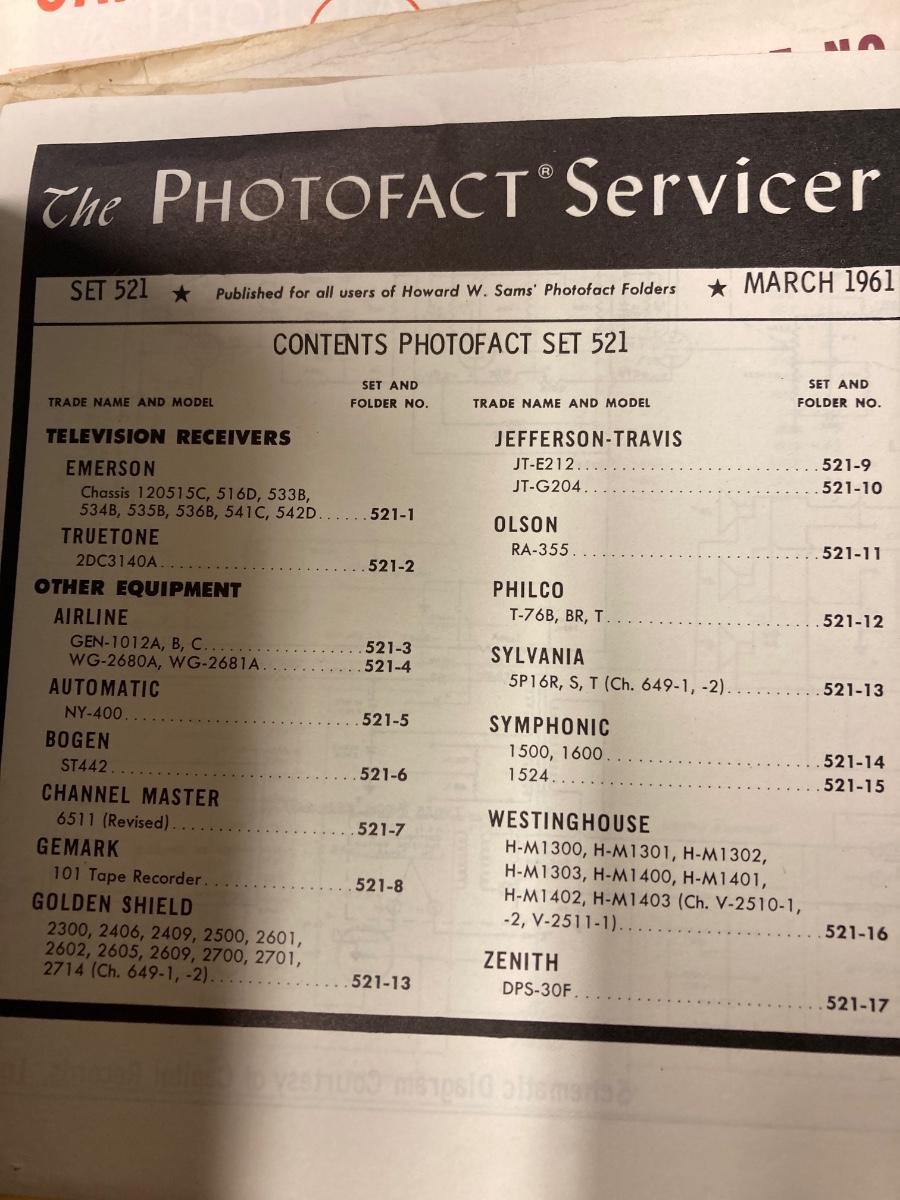 The PHOTOFACT® Servicer
SET 521 ★ Published for all users of Howard W. Sams' Photofact Folders ★ MARCH 1961
CONTENTS PHOTOFACT SET 521
TRADE NAME AND MODEL SET AND FOLDER NO.
TELEVISION RECEIVERS
EMERSON
Chassis 120515C, 516D, 533B,
534B, 535B, 536B, 541C, 542D......521-1
TRUETONE
2DC3140A........................521-2
OTHER EQUIPMENT
AIRLINE
GEN-1012A, B, C...................521-3
WG-2680A, WG-2681A............521-4
AUTOMATIC
NY-400............................521-5
BOGEN
ST442.............................521-6
CHANNEL MASTER
6511 (Revised).....................521-7
GEMARK
101 Tape Recorder.................521-8
GOLDEN SHIELD
2300, 2406, 2409, 2500, 2601,
2602, 2605, 2609, 2700, 2701,
2714 (Ch. 649-1, -2)................521-13
TRADE NAME AND MODEL SET AND FOLDER NO.
JEFFERSON-TRAVIS
JT-E212............................521-9
JT-G204...........................521-10
OLSON
RA-355............................521-11
PHILCO
T-76B, BR, T........................521-12
SYLVANIA
5P16R, S, T (Ch. 649-1, -2)..........521-13
SYMPHONIC
1500, 1600.........................521-14
1524...............................521-15
WESTINGHOUSE
H-M1300, H-M1301, H-M1302,
H-M1303, H-M1400, H-M1401,
H-M1402, H-M1403 (Ch. V-2510-1,
-2, V-2511-1).......................521-16
ZENITH
DPS-30F...........................521-17